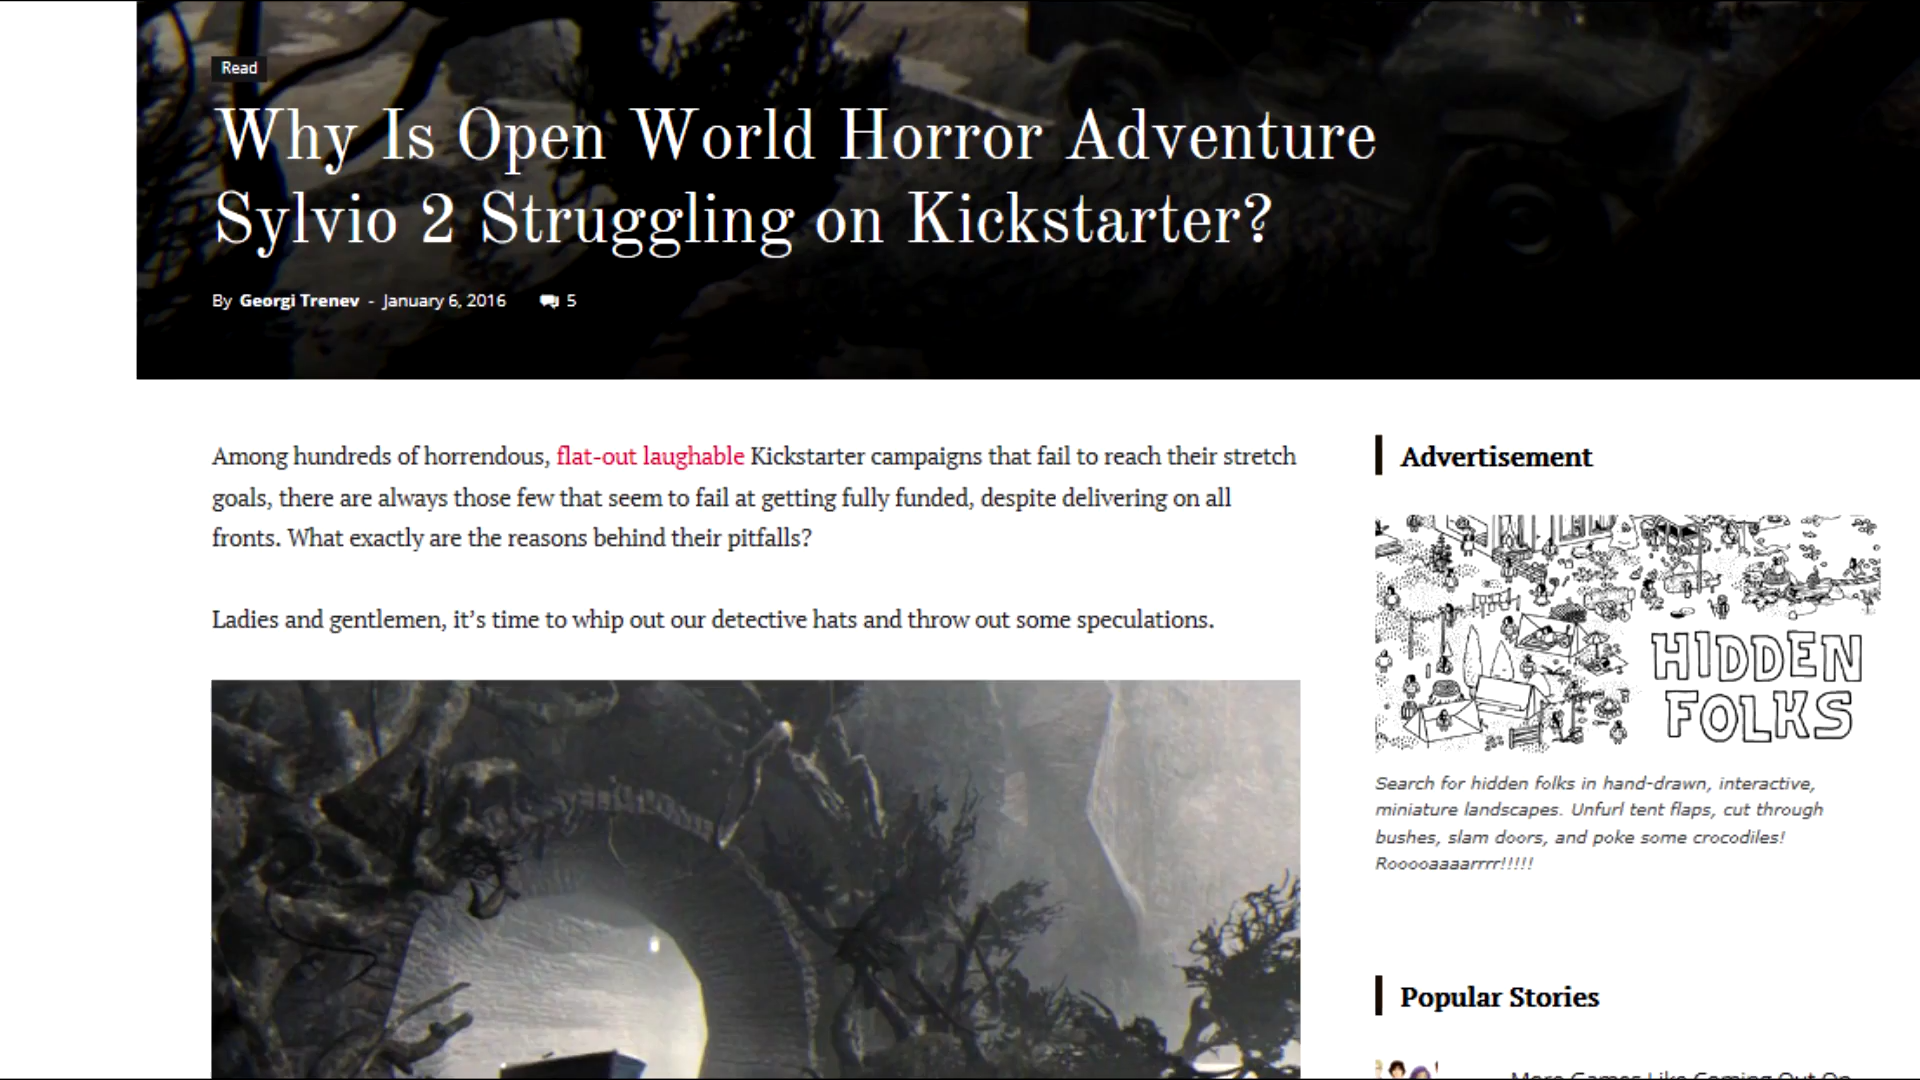 Read
Why Is Open World Horror Adventure
Sylvio 2 Struggling on Kickstarter?
By Georgi Trenev - January 6, 2016 5
Among hundreds of horrendous, flat-out laughable Kickstarter campaigns that fail to reach their stretch
goals, there are always those few that seem to fail at getting fully funded, despite delivering on all
fronts. What exactly are the reasons behind their pitfalls?
Ladies and gentlemen, it’s time to whip out our detective hats and throw out some speculations.
Advertisement
HIDDEN
FOLKS
Search for hidden folks in hand-drawn, interactive,
miniature landscapes. Unfurl tent flaps, cut through
bushes, slam doors, and poke some crocodiles!
Rooooaaaarrrr!!!!!
Popular Stories
More Games Like Coming Out On